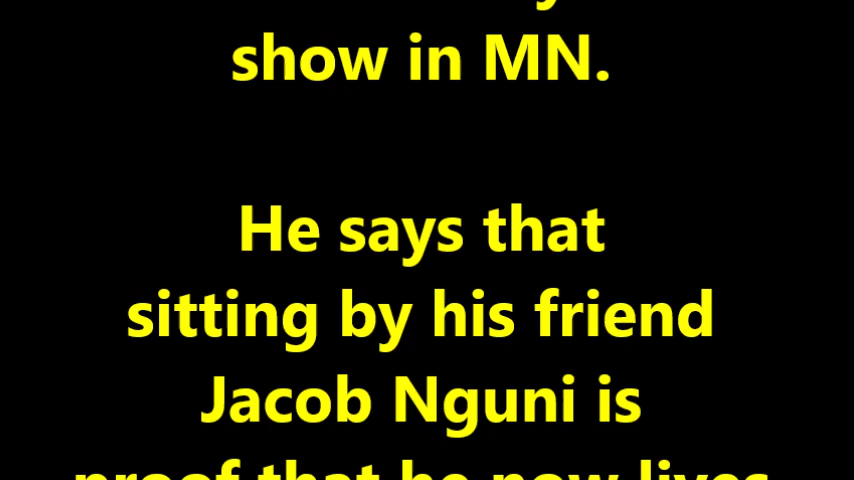 show in MN.
He says that
sitting by his friend
Jacob Nguni is
proof that he now lives